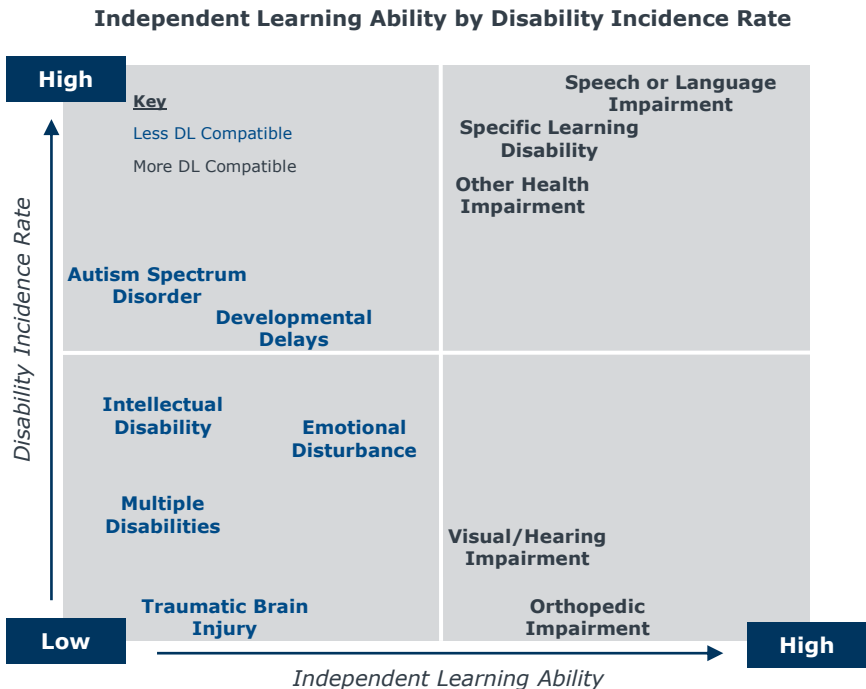 Independent Learning Ability by Disability Incidence Rate
High
Key
Less DL Compatible
More DL Compatible
Speech or Language
Impairment
Specific Learning
Disability
Other Health
Impairment
Disability Incidence Rate
Autism Spectrum
Disorder
Developmental
Delays
Intellectual
Disability
Emotional
Disturbance
Multiple
Disabilities
Visual/Hearing
Impairment
Traumatic Brain
Injury
Orthopedic
Impairment
Low
High
Independent Learning Ability